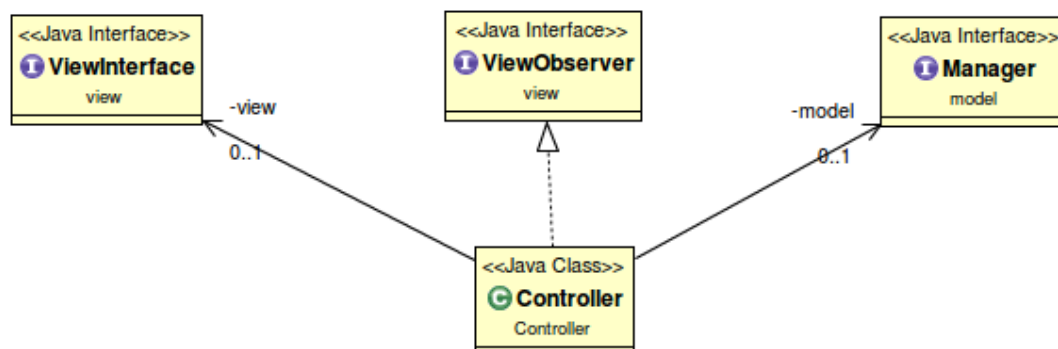 <<Java Interface>>
I ViewInterface
view
<<Java Interface>>
I ViewObserver
view
<<Java Interface>>
I Manager
model
-view
0..1
-model
0..1
<<Java Class>>
C Controller
Controller